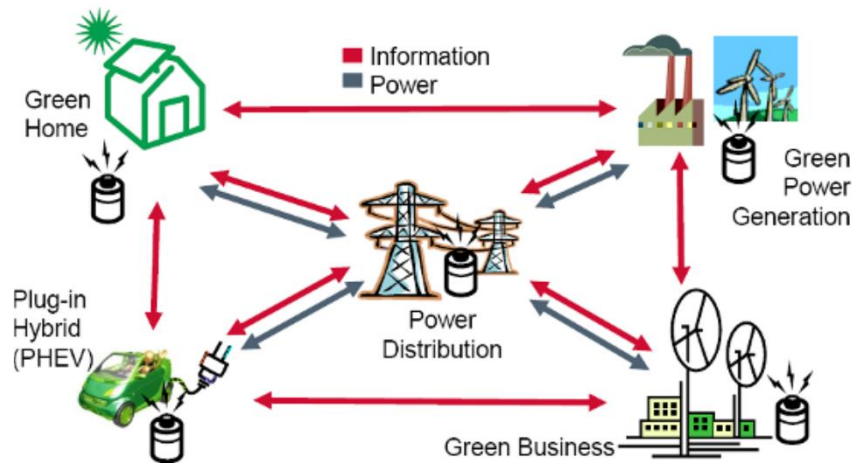 Information
Power
Green
Home
Green
Power
Generation
Plug-in
Hybrid
(PHEV)
Power
Distribution
Green Business